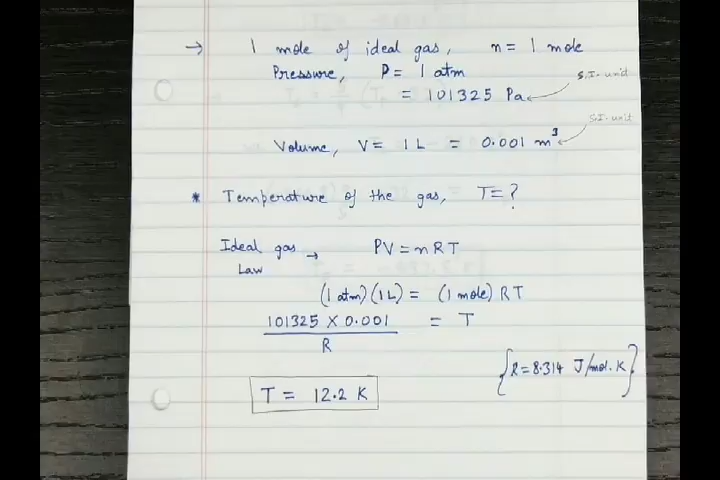 → 1 mole of ideal gas, n = 1 mole
Pressure, P = 1 atm
= 101325 Pa ← S.I. unit
Volume, V = 1 L = 0.001 m³ ← S.I. unit
* Temperature of the gas, T = ?
Ideal gas Law → PV = nRT
(1 atm)(1L) = (1 mole) RT
101325 × 0.001 / R = T
{R = 8.314 J/mol. K}
T = 12.2 K